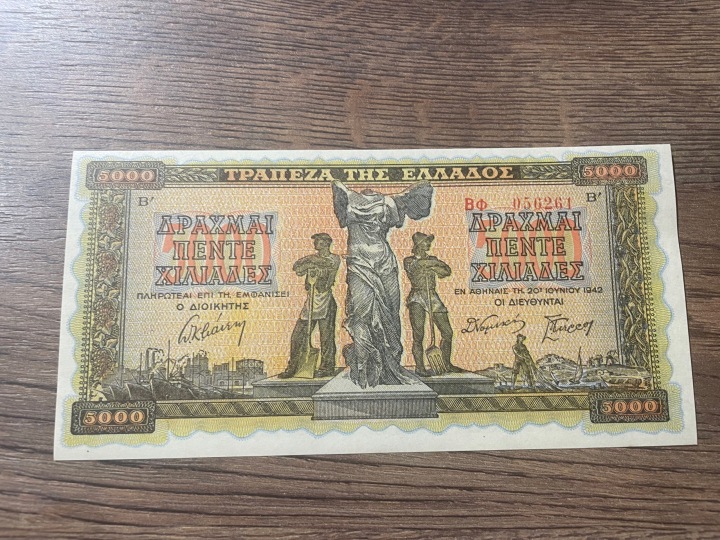 5000 ΤΡΑΠΕΖΑ ΤΗΣ ΕΛΛΑΔΟΣ 5000
Β′ ΒΦ 056261 Β′
ΔΡΑΧΜΑΙ
ΠΕΝΤΕ
ΧΙΛΙΑΔΕΣ
ΠΛΗΡΩΤΕΑΙ ΕΠΙ ΤΗ ΕΜΦΑΝΙΣΕΙ
Ο ΔΙΟΙΚΗΤΗΣ
ΔΡΑΧΜΑΙ
ΠΕΝΤΕ
ΧΙΛΙΑΔΕΣ
ΕΝ ΑΘΗΝΑΙΣ ΤΗ, 20ῃ ΙΟΥΝΙΟΥ 1942
ΟΙ ΔΙΕΥΘΥΝΤΑΙ
5000 5000